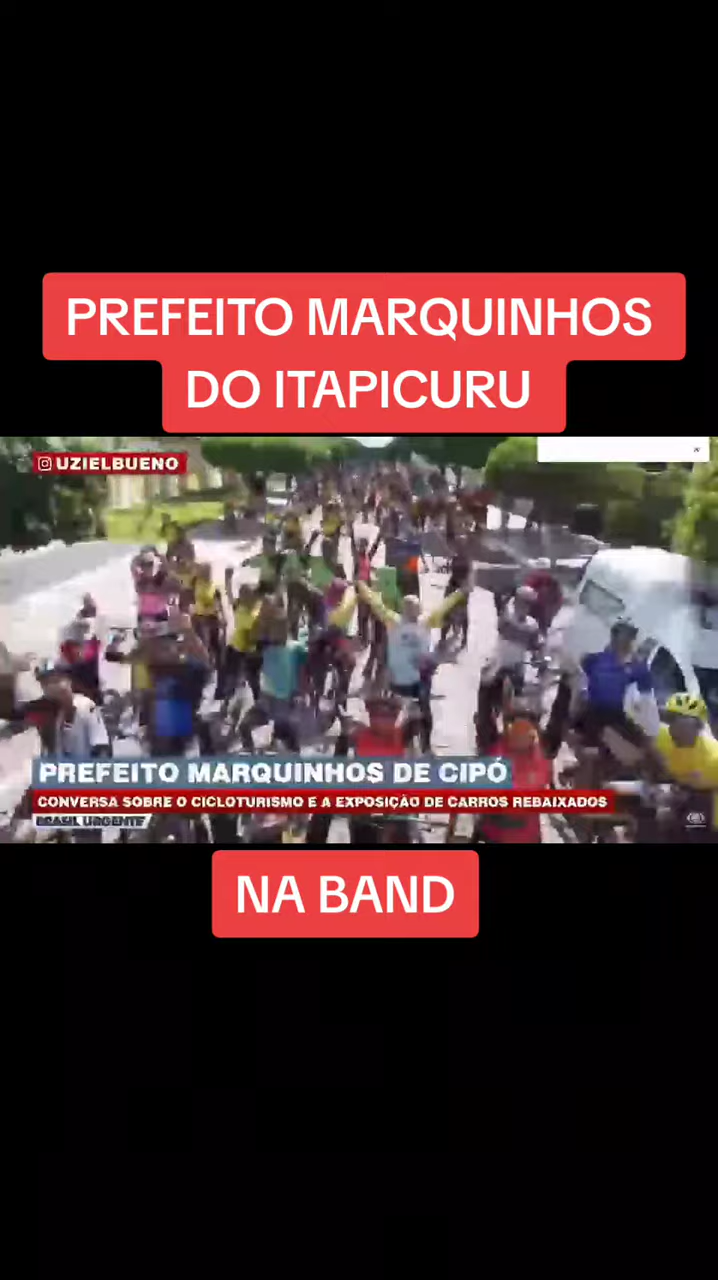 PREFEITO MARQUINHOS
DO ITAPICURU
UZIELBUENO
PREFEITO MARQUINHOS DE CIPÓ
CONVERSA SOBRE O CICLOTURISMO E A EXPOSIÇÃO DE CARROS REBAIXADOS
BRASIL URGENTE
NA BAND